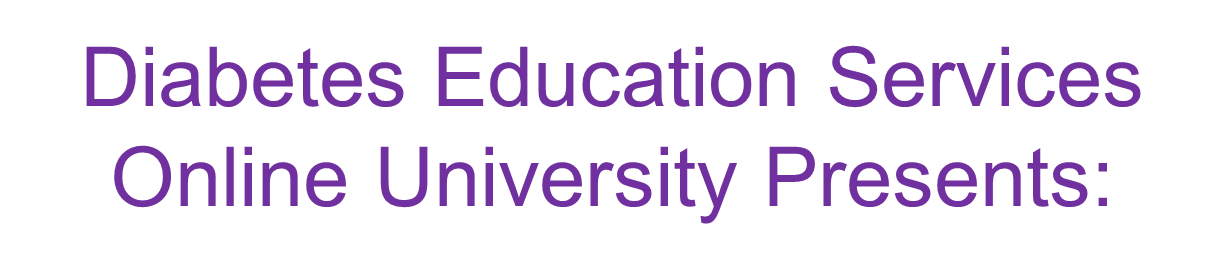 Diabetes Education Services
Online University Presents: